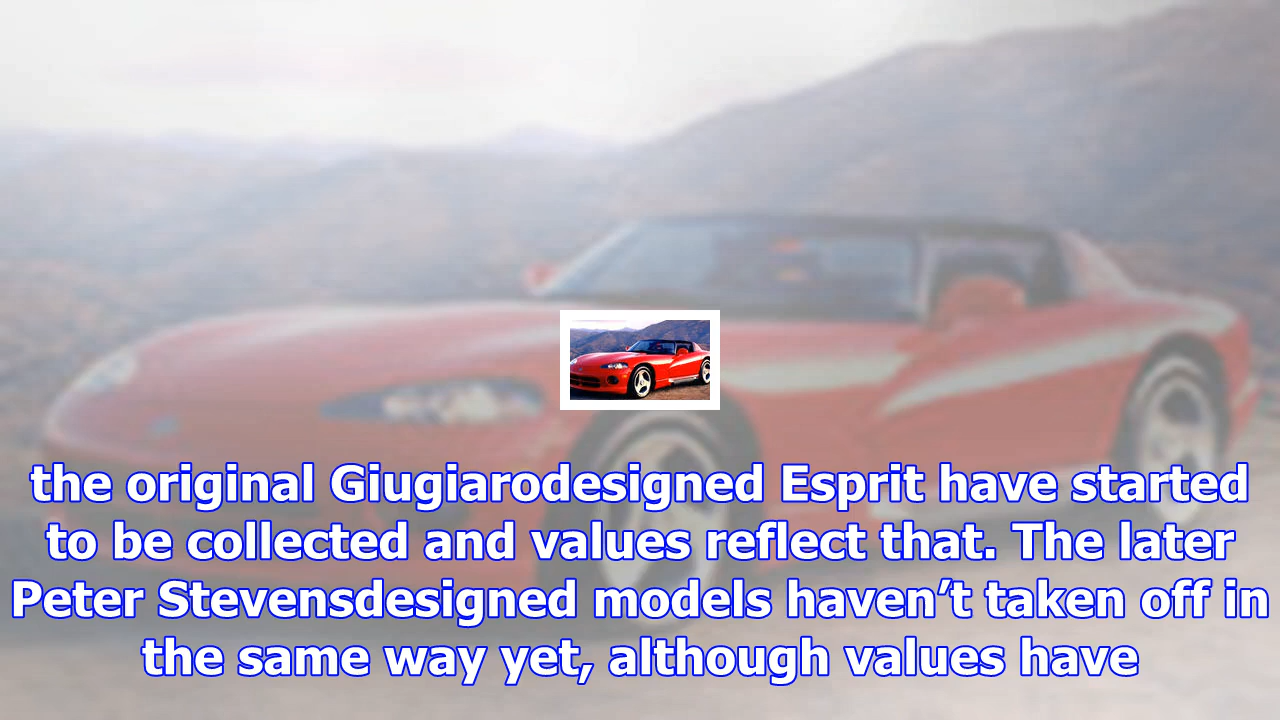 the original Giugiarodesigned Esprit have started
to be collected and values reflect that. The later
Peter Stevensdesigned models haven’t taken off in
the same way yet, although values have